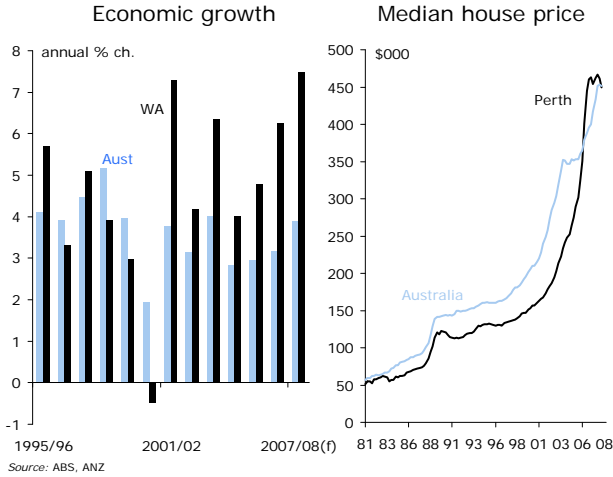 Economic growth
8
annual % ch.
7
WA
6
Aust
5
4
3
2
1
0
-1
1995/96 2001/02 2007/08(f)
Source: ABS, ANZ
Median house price
500
$000
450
Perth
400
350
300
250
200
Australia
150
100
50
0
81 83 86 88 91 93 96 98 01 03 06 08